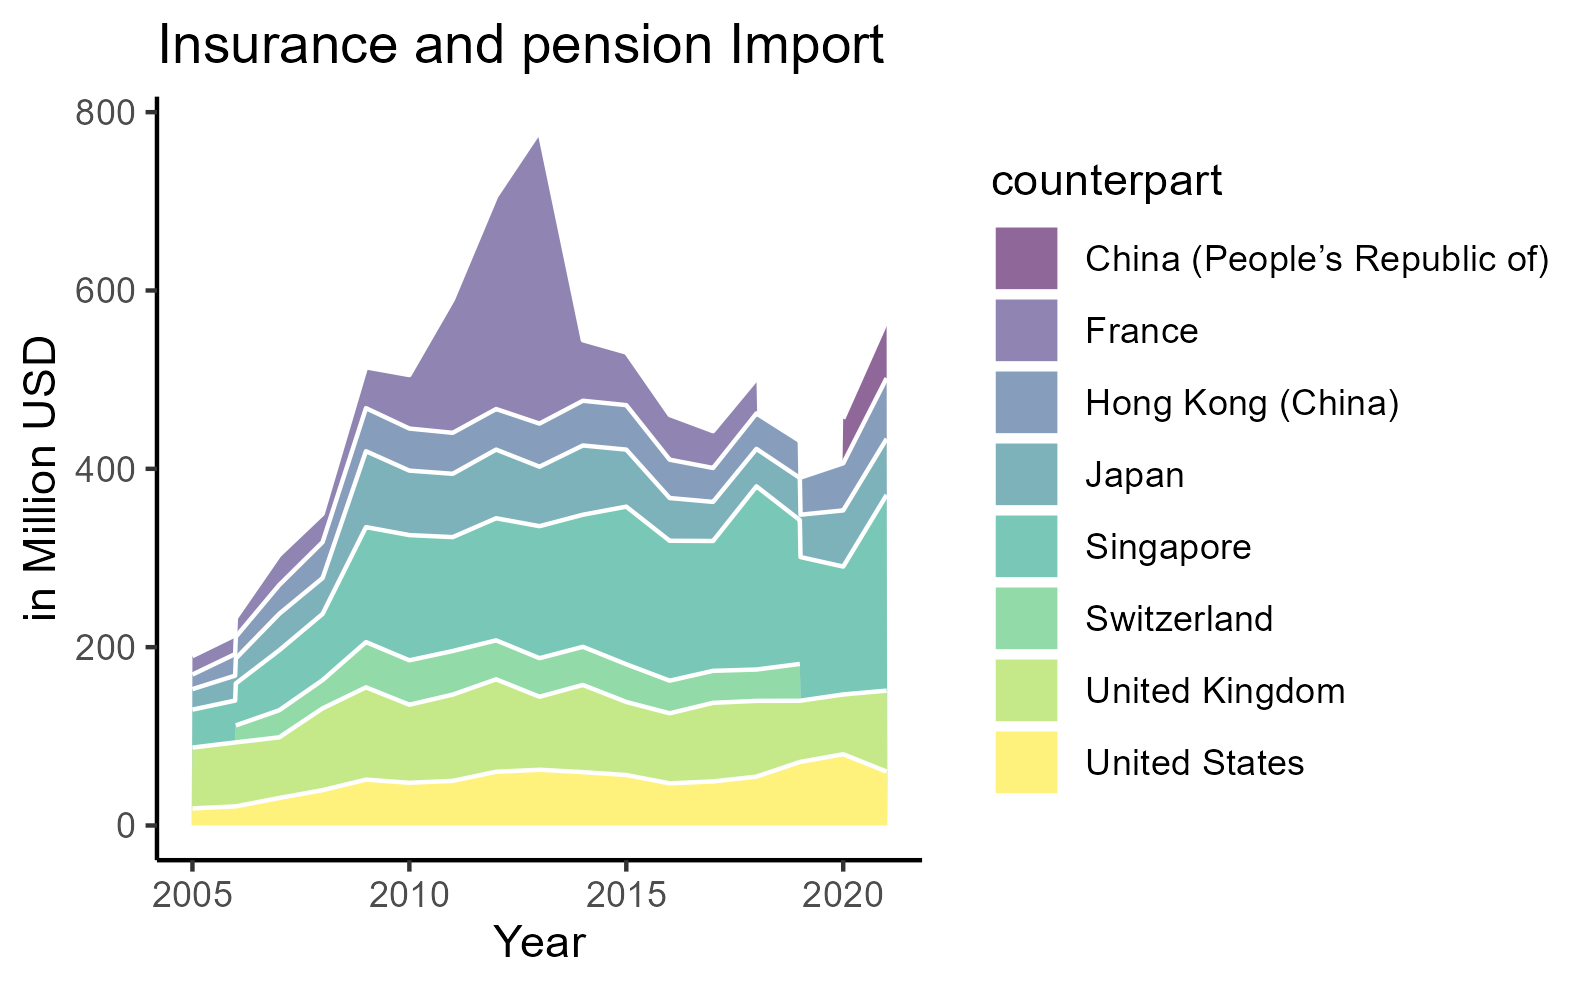 Insurance and pension Import
800
600
400
200
0
in Million USD
2005
2010
2015
2020
Year
counterpart
China (People’s Republic of)
France
Hong Kong (China)
Japan
Singapore
Switzerland
United Kingdom
United States